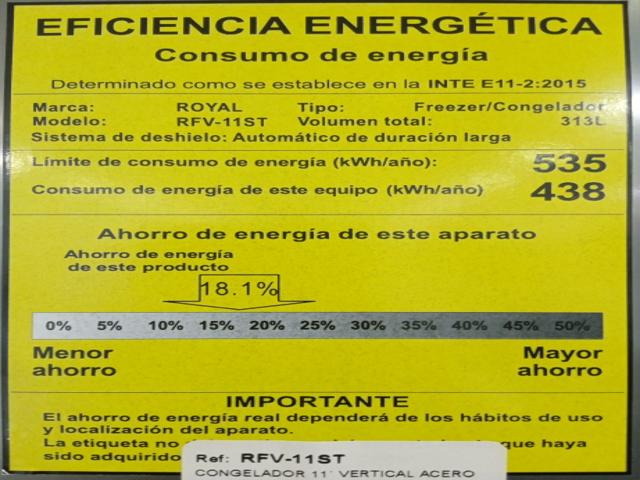 EFICIENCIA ENERGÉTICA
Consumo de energía
Determinado como se establece en la INTE E11-2:2015
Marca: ROYAL Tipo: Freezer/Congelador
Modelo: RFV-11ST Volumen total: 313L
Sistema de deshielo: Automático de duración larga
Límite de consumo de energía (kWh/año): 535
Consumo de energía de este equipo (kWh/año) 438
Ahorro de energía de este aparato
Ahorro de energía
de este producto
18.1%
0% 5% 10% 15% 20% 25% 30% 35% 40% 45% 50%
Menor ahorro
Mayor ahorro
IMPORTANTE
El ahorro de energía real dependerá de los hábitos de uso
y localización del aparato.
La etiqueta no que haya
sido adquirido
Ref: RFV-11ST
CONGELADOR 11' VERTICAL ACERO